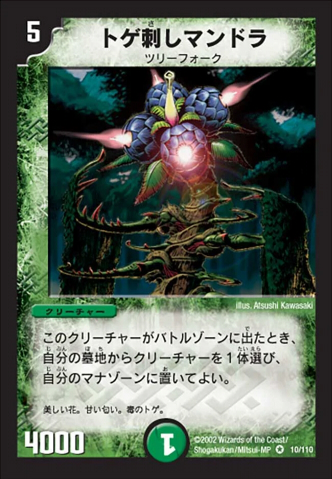 5
トゲ刺しマンドラ
ツリーフォーク
illus. Atsushi Kawasaki
クリーチャー
このクリーチャーがバトルゾーンに出たとき、
自分の墓地からクリーチャーを1体選び、
自分のマナゾーンに置いてよい。
美しい花。甘い匂い。毒のトゲ。
4000
1
©2002 Wizards of the Coast/
Shogakukan/Mitsui-MP 10/110